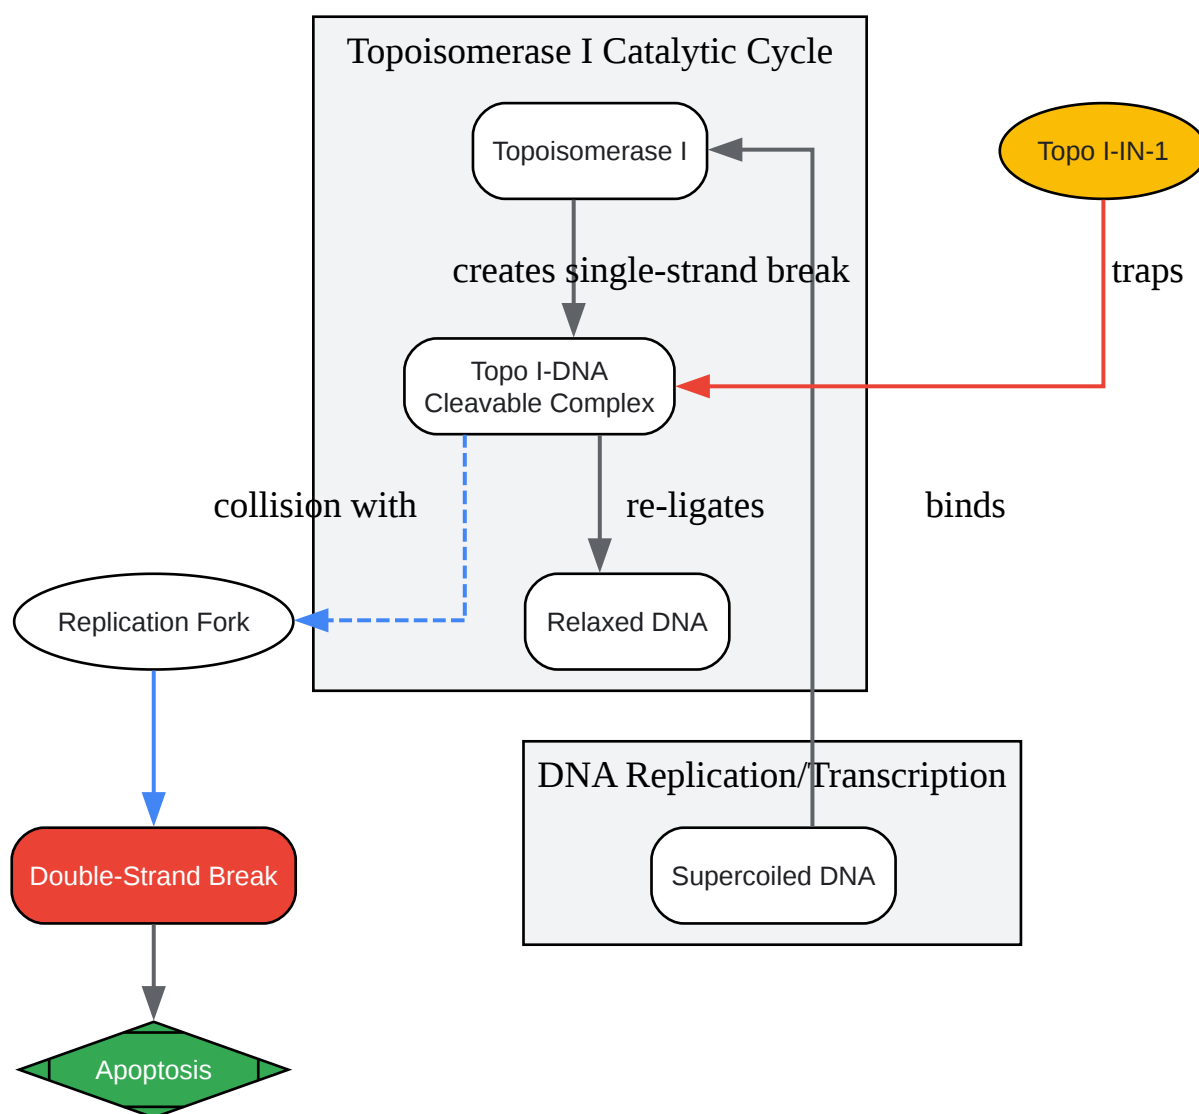 Topoisomerase I Catalytic Cycle
Topoisomerase I
Topo I-IN-1
creates single-strand break
traps
Topo I-DNA
Cleavable Complex
collision with
re-ligates
binds
Replication Fork
Relaxed DNA
DNA Replication/Transcription
Double-Strand Break
Supercoiled DNA
Apoptosis